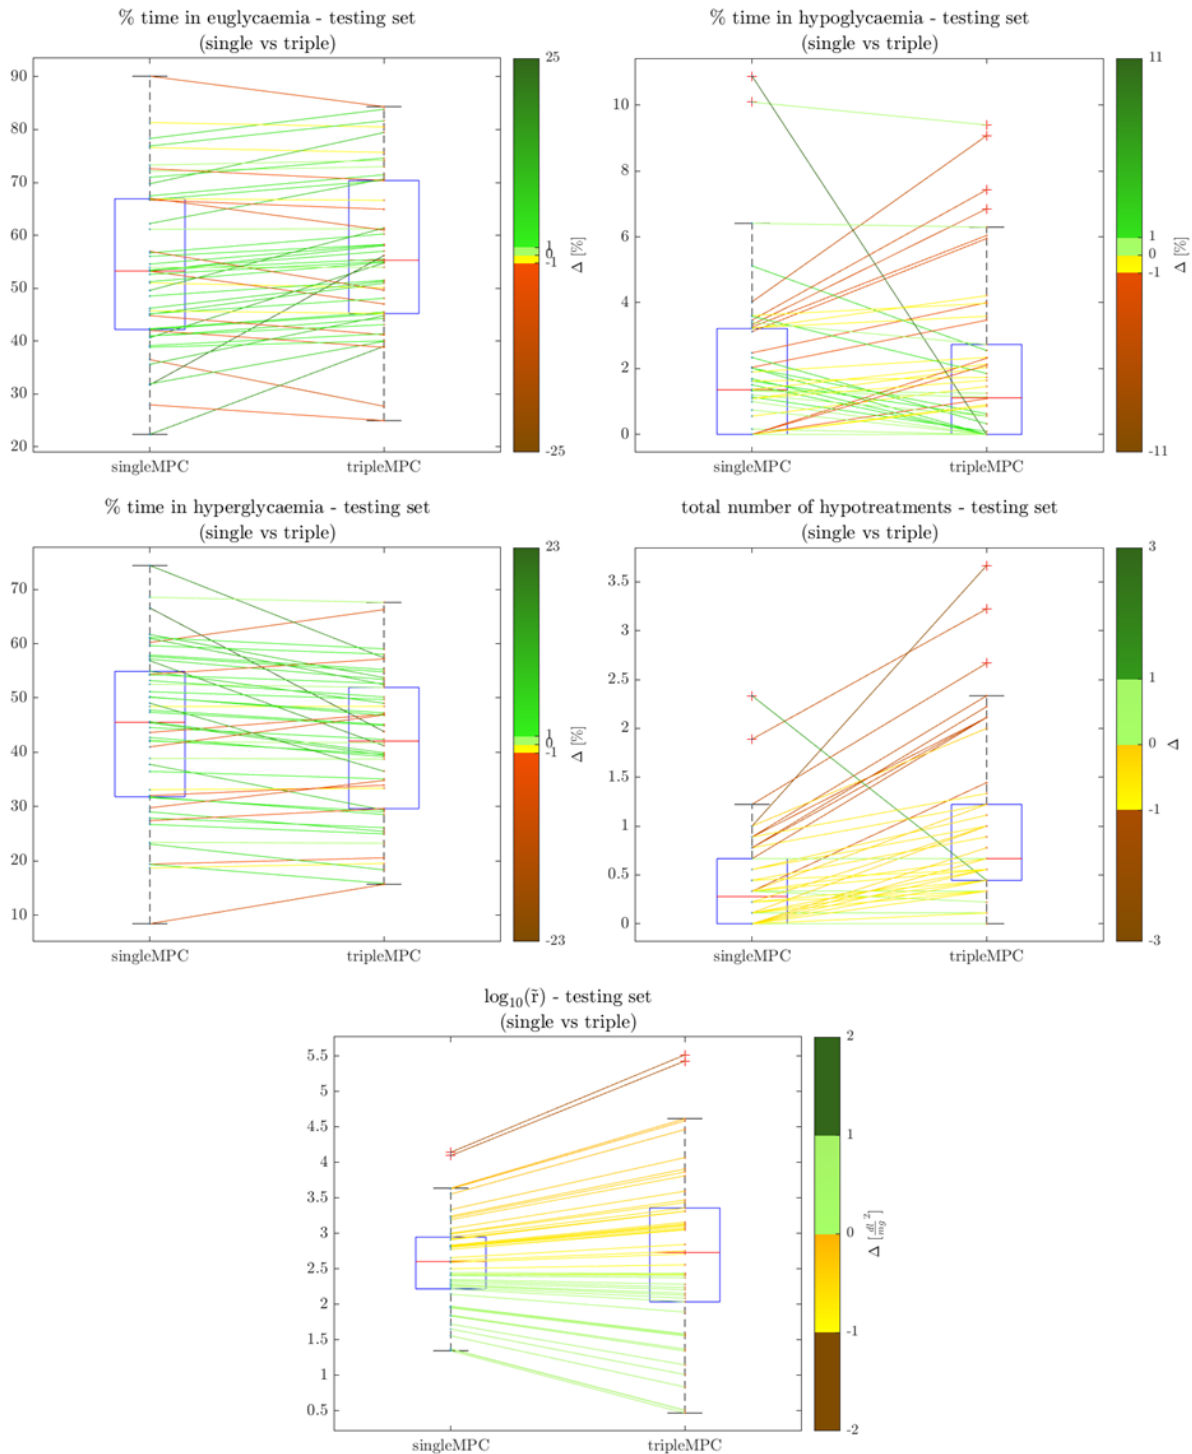 % time in euglycaemia - testing set
(single vs triple)
90
80
70
60
50
40
30
20
singleMPC
tripleMPC
25
1
0
-1
-25
Δ [%]
% time in hypoglycaemia - testing set
(single vs triple)
10
8
6
4
2
0
singleMPC
tripleMPC
11
1
0
-1
-11
Δ [%]
% time in hyperglycaemia - testing set
(single vs triple)
70
60
50
40
30
20
10
singleMPC
tripleMPC
23
1
0
-1
-23
Δ [%]
total number of hypotreatments - testing set
(single vs triple)
3.5
3
2.5
2
1.5
1
0.5
0
singleMPC
tripleMPC
3
1
0
-1
-3
Δ
log₁₀(r̃) - testing set
(single vs triple)
5.5
5
4.5
4
3.5
3
2.5
2
1.5
1
0.5
singleMPC
tripleMPC
2
1
0
-1
-2
Δ [dl/mg ²]